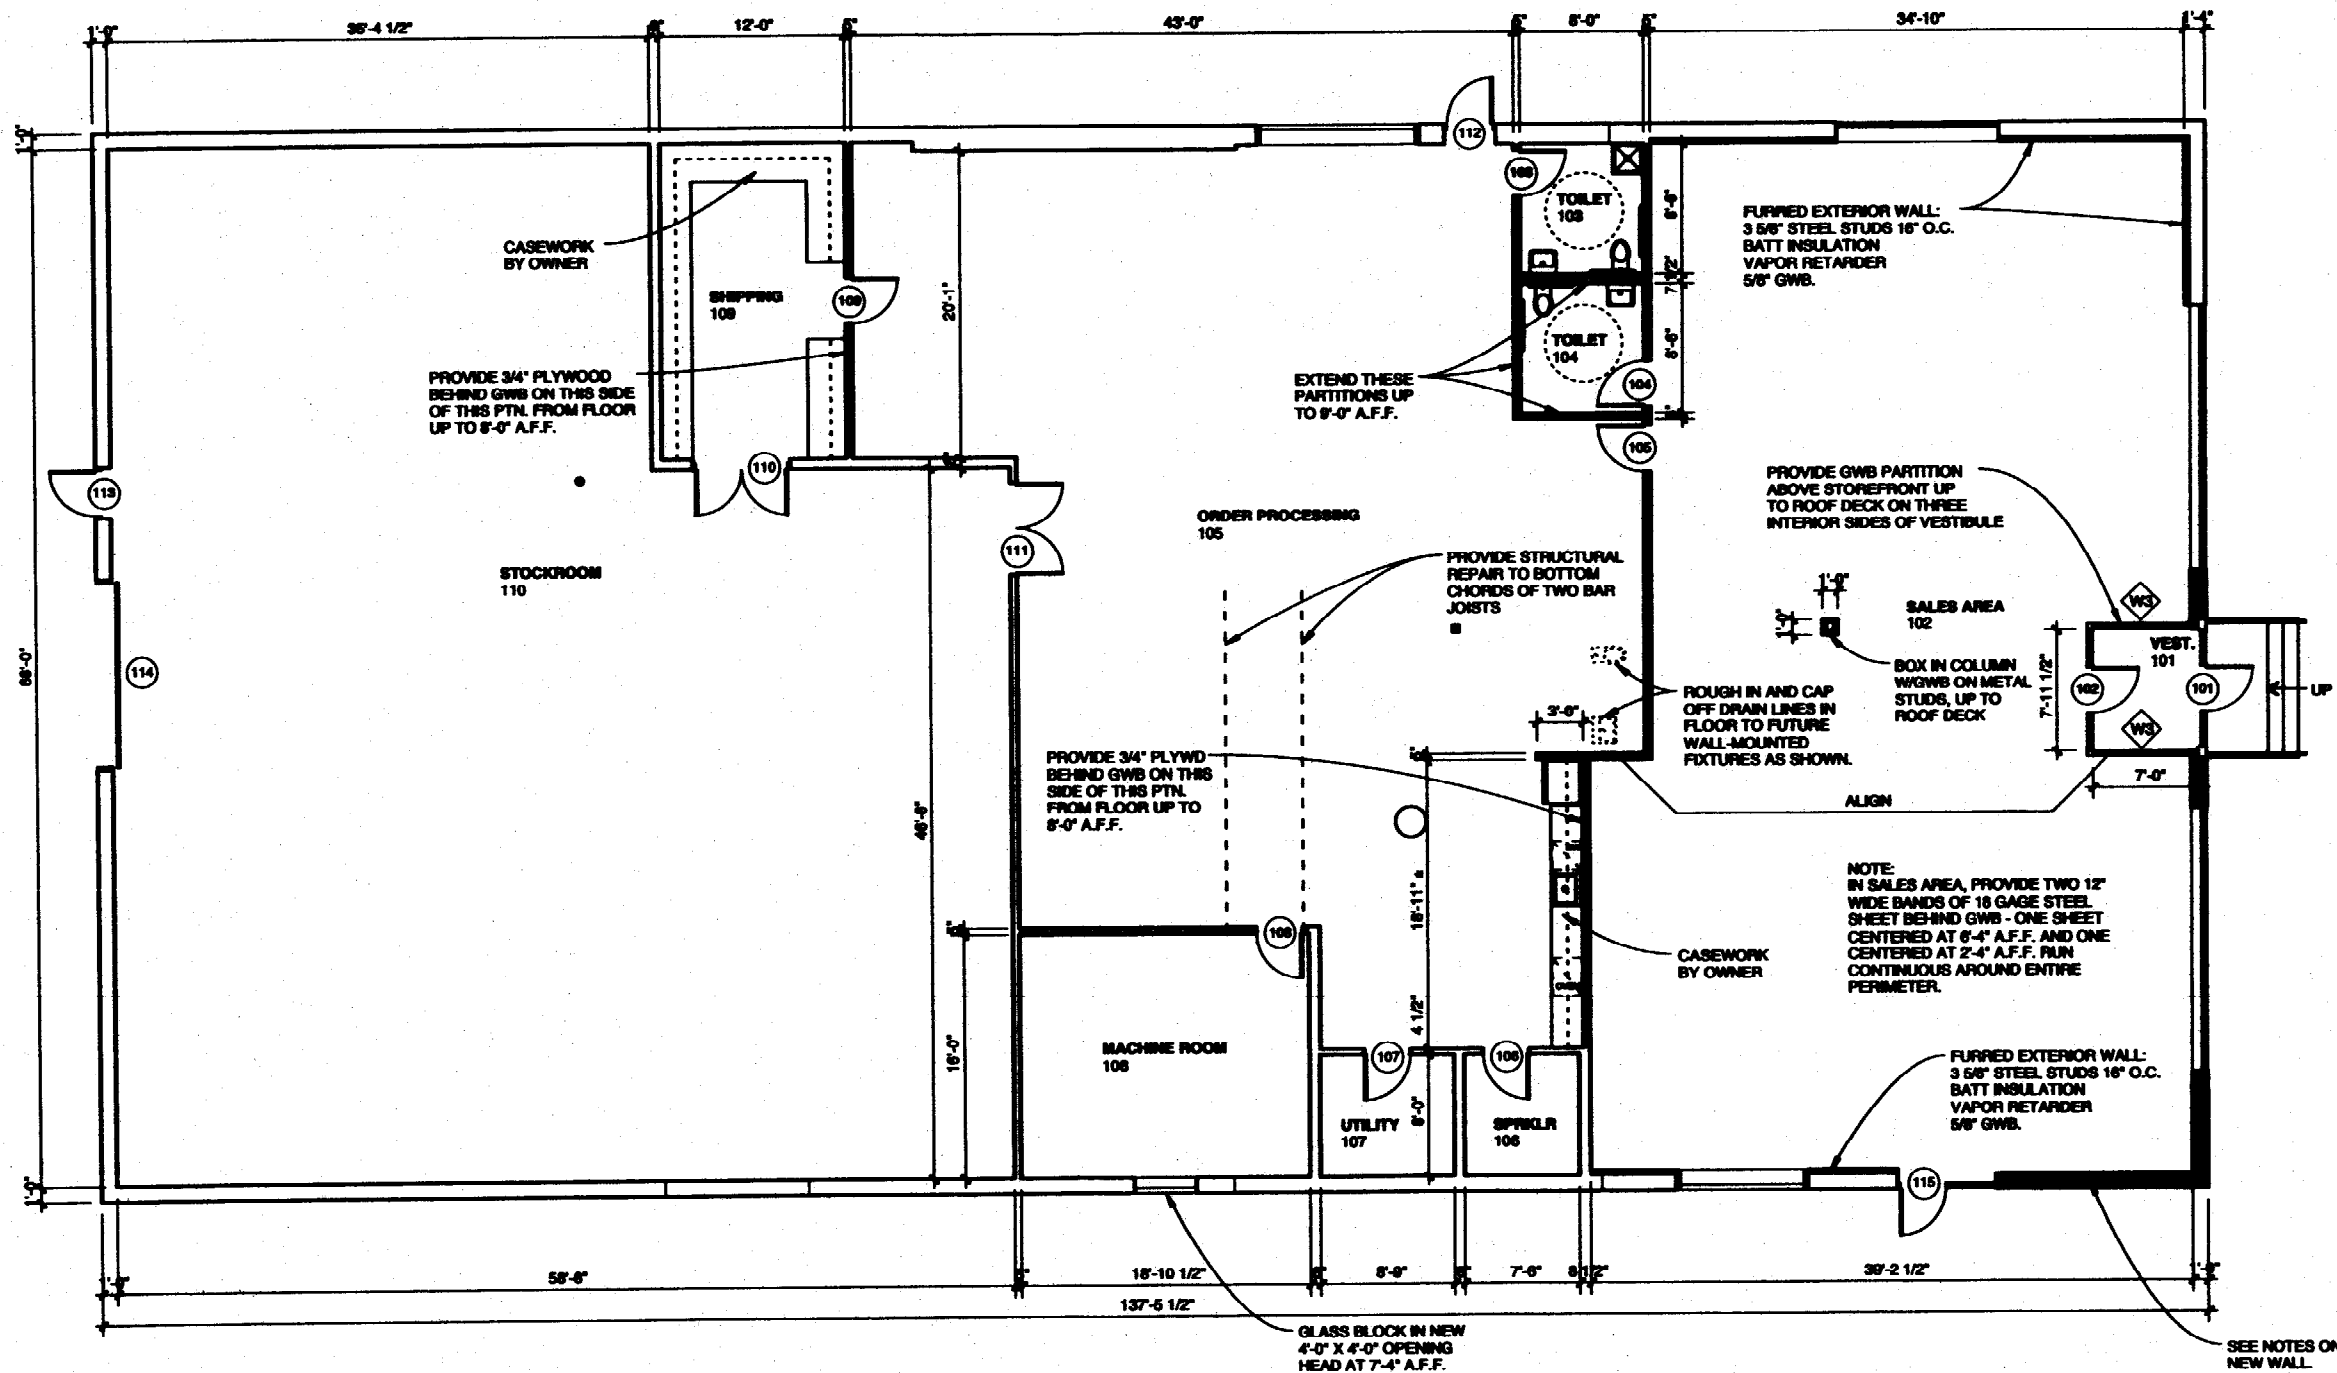 1'-0"
35'-4 1/2"
12'-0"
5"
43'-0"
5"
8'-0"
5"
34'-10"
1'-4"
1'-0"
112
TOILET
103
8'-6"
FURRED EXTERIOR WALL:
3 5/8" STEEL STUDS 16" O.C.
BATT INSULATION
VAPOR RETARDER
5/8" GWB.
CASEWORK
BY OWNER
SHIPPING
109
20'-1"
TOILET
104
8'-6"
104
PROVIDE 3/4" PLYWOOD
BEHIND GWB ON THIS SIDE
OF THIS PTN. FROM FLOOR
UP TO 8'-0" A.F.F.
EXTEND THESE
PARTITIONS UP
TO 9'-0" A.F.F.
105
110
113
PROVIDE GWB PARTITION
ABOVE STOREFRONT UP
TO ROOF DECK ON THREE
INTERIOR SIDES OF VESTIBULE
ORDER PROCESSING
105
111
STOCKROOM
110
PROVIDE STRUCTURAL
REPAIR TO BOTTOM
CHORDS OF TWO BAR
JOISTS
1'-0"
1'-0"
SALES AREA
102
W3
VEST.
101
114
66'-0"
BOX IN COLUMN
W/GWB ON METAL
STUDS, UP TO
ROOF DECK
7'-11 1/2"
102
101
UP
W3
ROUGH IN AND CAP
OFF DRAIN LINES IN
FLOOR TO FUTURE
WALL-MOUNTED
FIXTURES AS SHOWN.
3'-6"
PROVIDE 3/4" PLYWD
BEHIND GWB ON THIS
SIDE OF THIS PTN.
FROM FLOOR UP TO
8'-0" A.F.F.
7'-0"
ALIGN
46'-6"
18'-11" ±
NOTE:
IN SALES AREA, PROVIDE TWO 12"
WIDE BANDS OF 18 GAGE STEEL
SHEET BEHIND GWB - ONE SHEET
CENTERED AT 6'-4" A.F.F. AND ONE
CENTERED AT 2'-4" A.F.F. RUN
CONTINUOUS AROUND ENTIRE
PERIMETER.
108
CASEWORK
BY OWNER
4 1/2"
16'-0"
MACHINE ROOM
108
107
106
FURRED EXTERIOR WALL:
3 5/8" STEEL STUDS 16" O.C.
BATT INSULATION
VAPOR RETARDER
5/8" GWB.
8'-0"
UTILITY
107
SPRKLR
106
1'-0"
115
1'-0"
58'-6"
18'-10 1/2"
8'-9"
7'-6"
8 1/2"
39'-2 1/2"
137'-5 1/2"
GLASS BLOCK IN NEW
4'-0" X 4'-0" OPENING
HEAD AT 7'-4" A.F.F.
SEE NOTES ON
NEW WALL